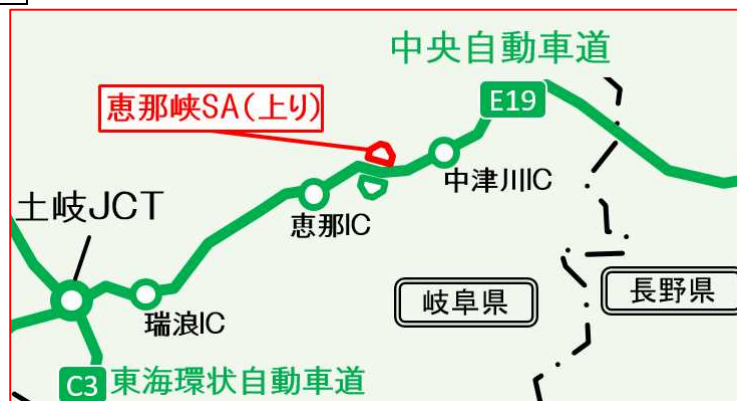 中央自動車道
E19
恵那峡SA(上り)
中津川IC
土岐JCT
恵那IC
岐阜県
長野県
瑞浪IC
C3 東海環状自動車道